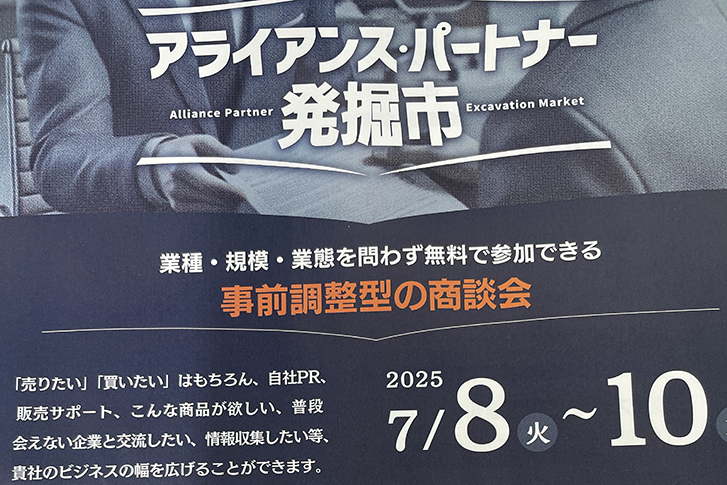 アライアンス・パートナー
Alliance Partner 発掘市 Excavation Market
業種・規模・業態を問わず無料で参加できる
事前調整型の商談会
「売りたい」「買いたい」はもちろん、自社PR、
販売サポート、こんな商品が欲しい、普段
会えない企業と交流したい、情報収集したい等、
貴社のビジネスの幅を広げることができます。
2025
7/8 火 ~10